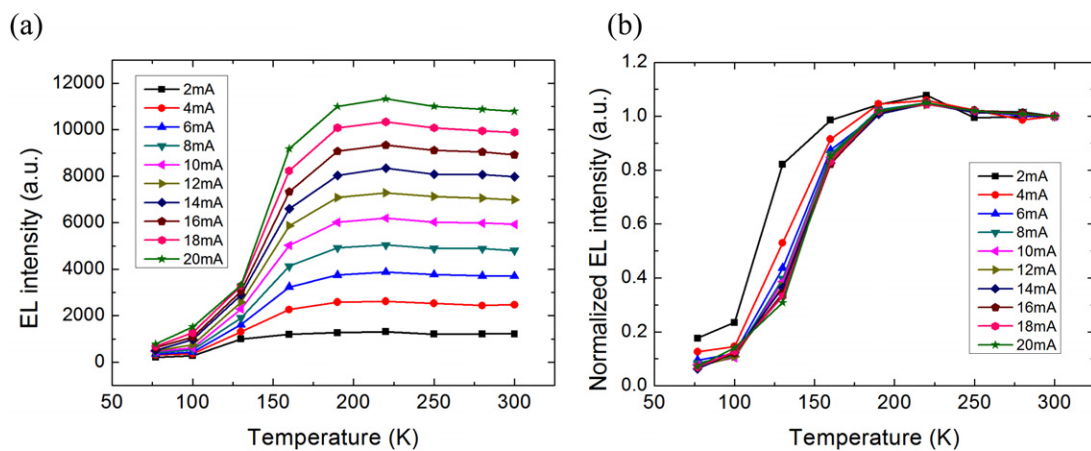 (a)
EL intensity (a.u.)
12000
10000
8000
6000
4000
2000
0
2mA
4mA
6mA
8mA
10mA
12mA
14mA
16mA
18mA
20mA
50 100 150 200 250 300
Temperature (K)
(b)
Normalized EL intensity (a.u.)
1.2
1.0
0.8
0.6
0.4
0.2
0.0
2mA
4mA
6mA
8mA
10mA
12mA
14mA
16mA
18mA
20mA
50 100 150 200 250 300
Temperature (K)